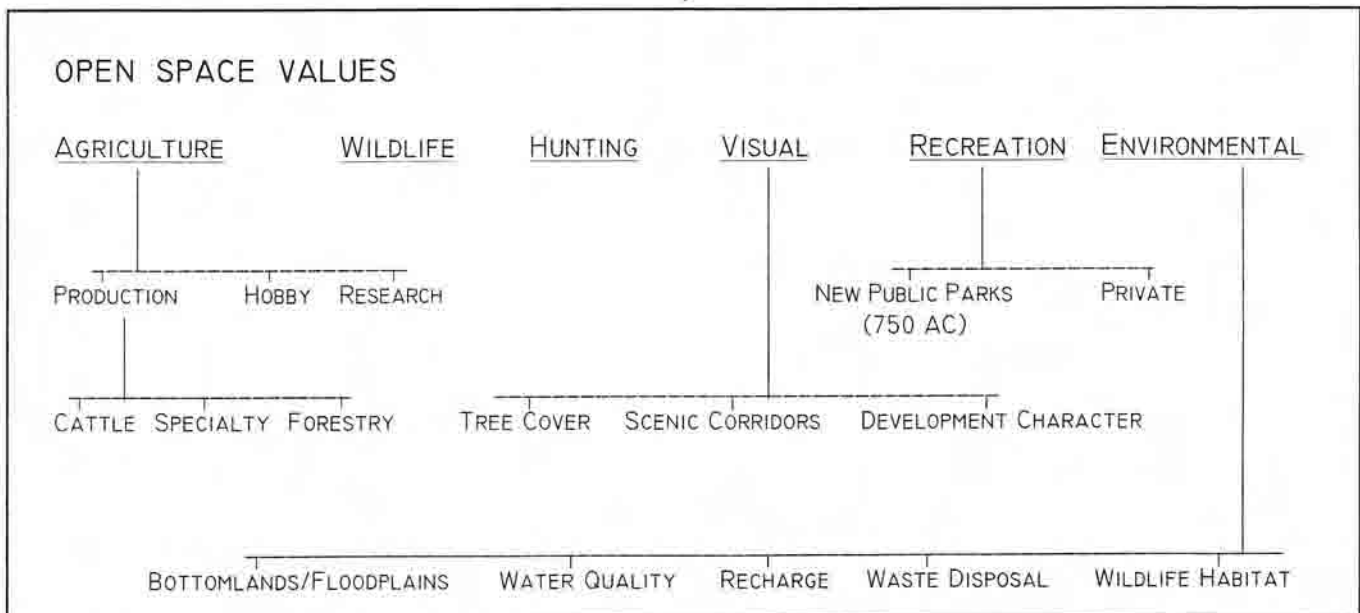 OPEN SPACE VALUES
AGRICULTURE WILDLIFE HUNTING VISUAL RECREATION ENVIRONMENTAL
PRODUCTION HOBBY RESEARCH NEW PUBLIC PARKS PRIVATE
(750 AC)
CATTLE SPECIALTY FORESTRY TREE COVER SCENIC CORRIDORS DEVELOPMENT CHARACTER
BOTTOMLANDS/FLOODPLAINS WATER QUALITY RECHARGE WASTE DISPOSAL WILDLIFE HABITAT